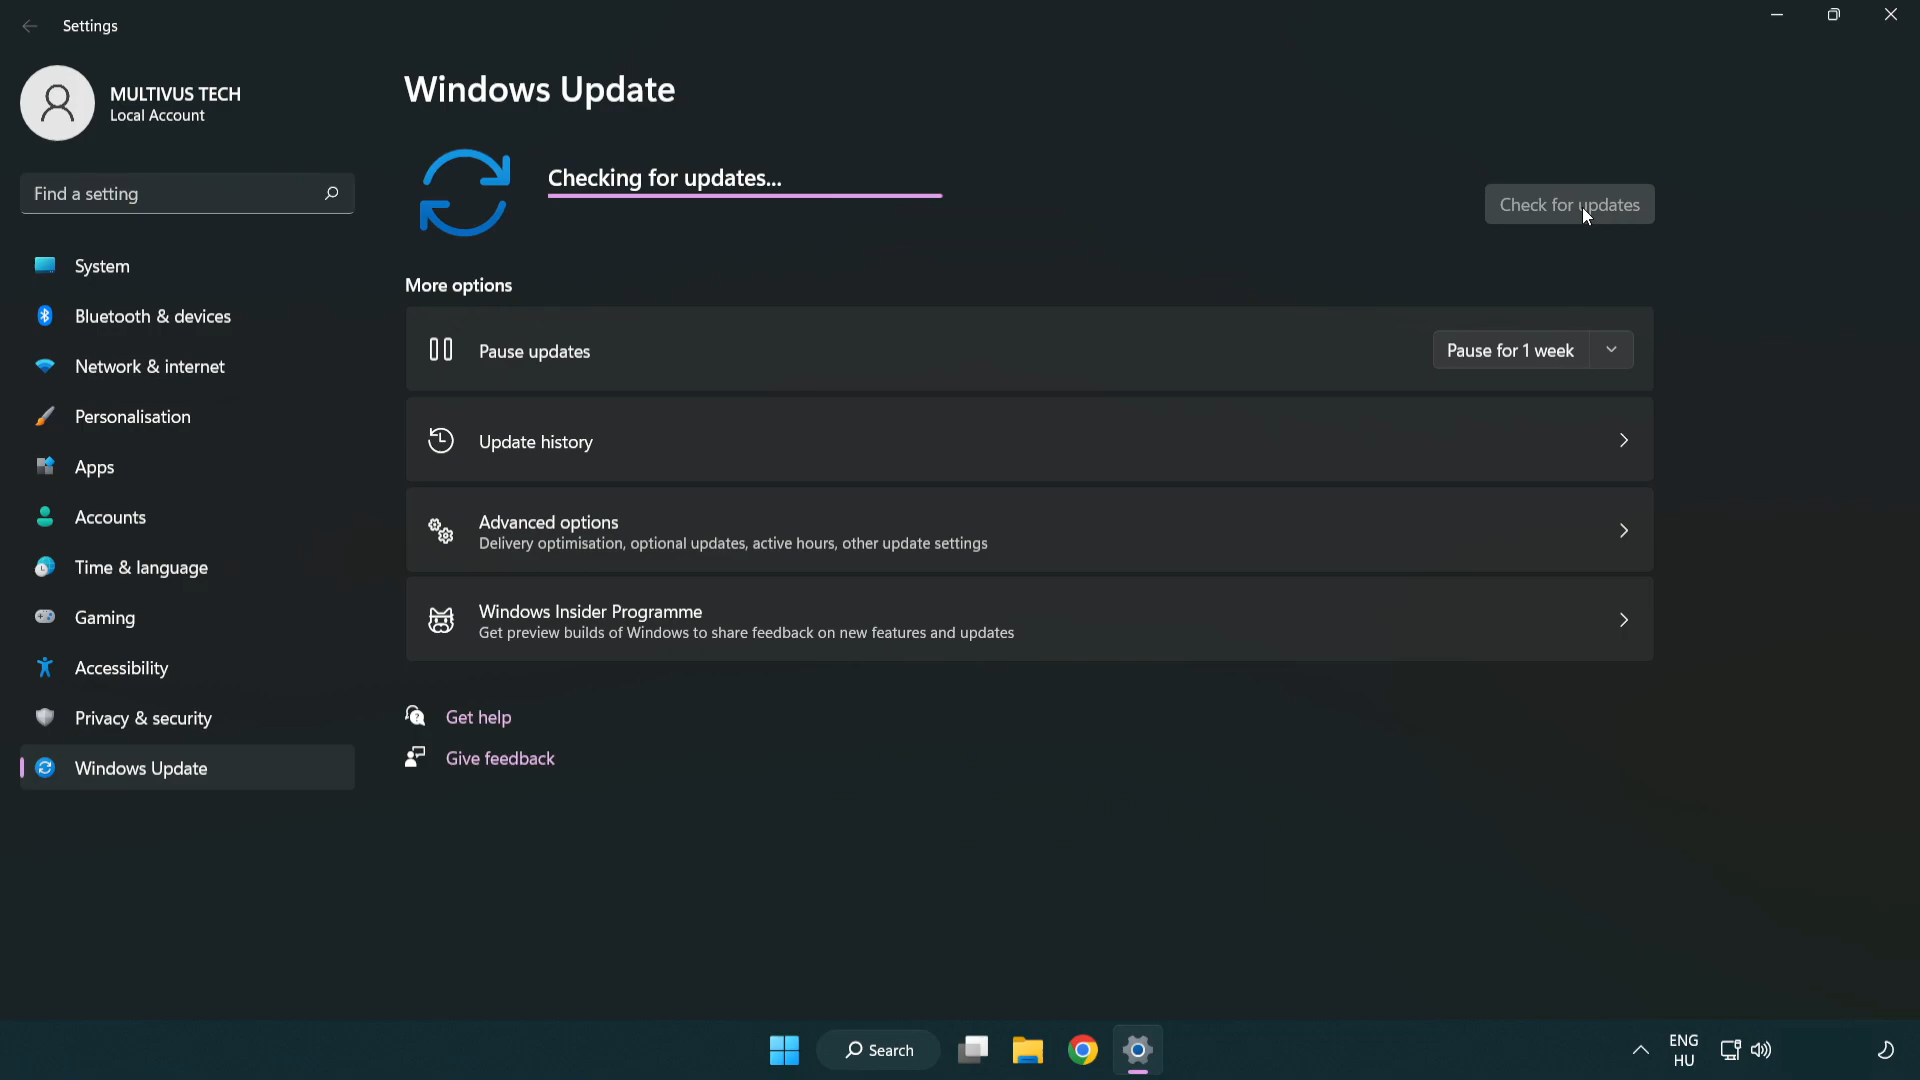 Settings
MULTIVUS TECH
Local Account
Find a setting
System
Bluetooth & devices
Network & internet
Personalisation
Apps
Accounts
Time & language
Gaming
Accessibility
Privacy & security
Windows Update
Windows Update
Checking for updates...
Check for updates
More options
Pause updates
Pause for 1 week
Update history
Advanced options
Delivery optimisation, optional updates, active hours, other update settings
Windows Insider Programme
Get preview builds of Windows to share feedback on new features and updates
Get help
Give feedback
Search
ENG
HU